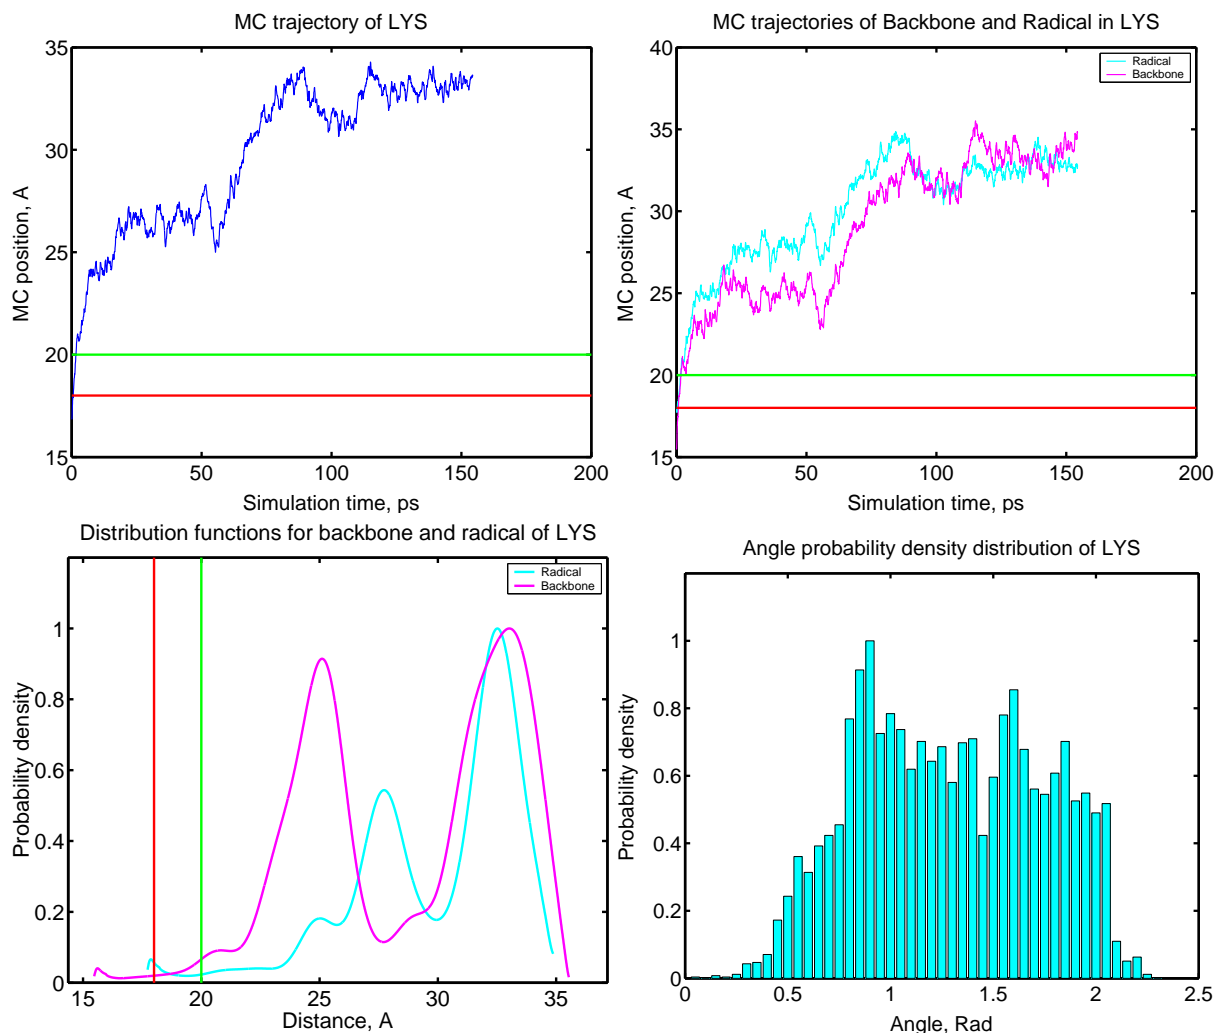 MC trajectory of LYS
35
30
25
20
15
0
50
100
150
200
MC position, A
Simulation time, ps
MC trajectories of Backbone and Radical in LYS
40
35
30
25
20
15
0
50
100
150
200
MC position, A
Simulation time, ps
Radical
Backbone
Distribution functions for backbone and radical of LYS
1
0.8
0.6
0.4
0.2
0
15
20
25
30
35
Probability density
Distance, A
Radical
Backbone
Angle probability density distribution of LYS
1
0.8
0.6
0.4
0.2
0
0
0.5
1
1.5
2
2.5
Probability density
Angle, Rad